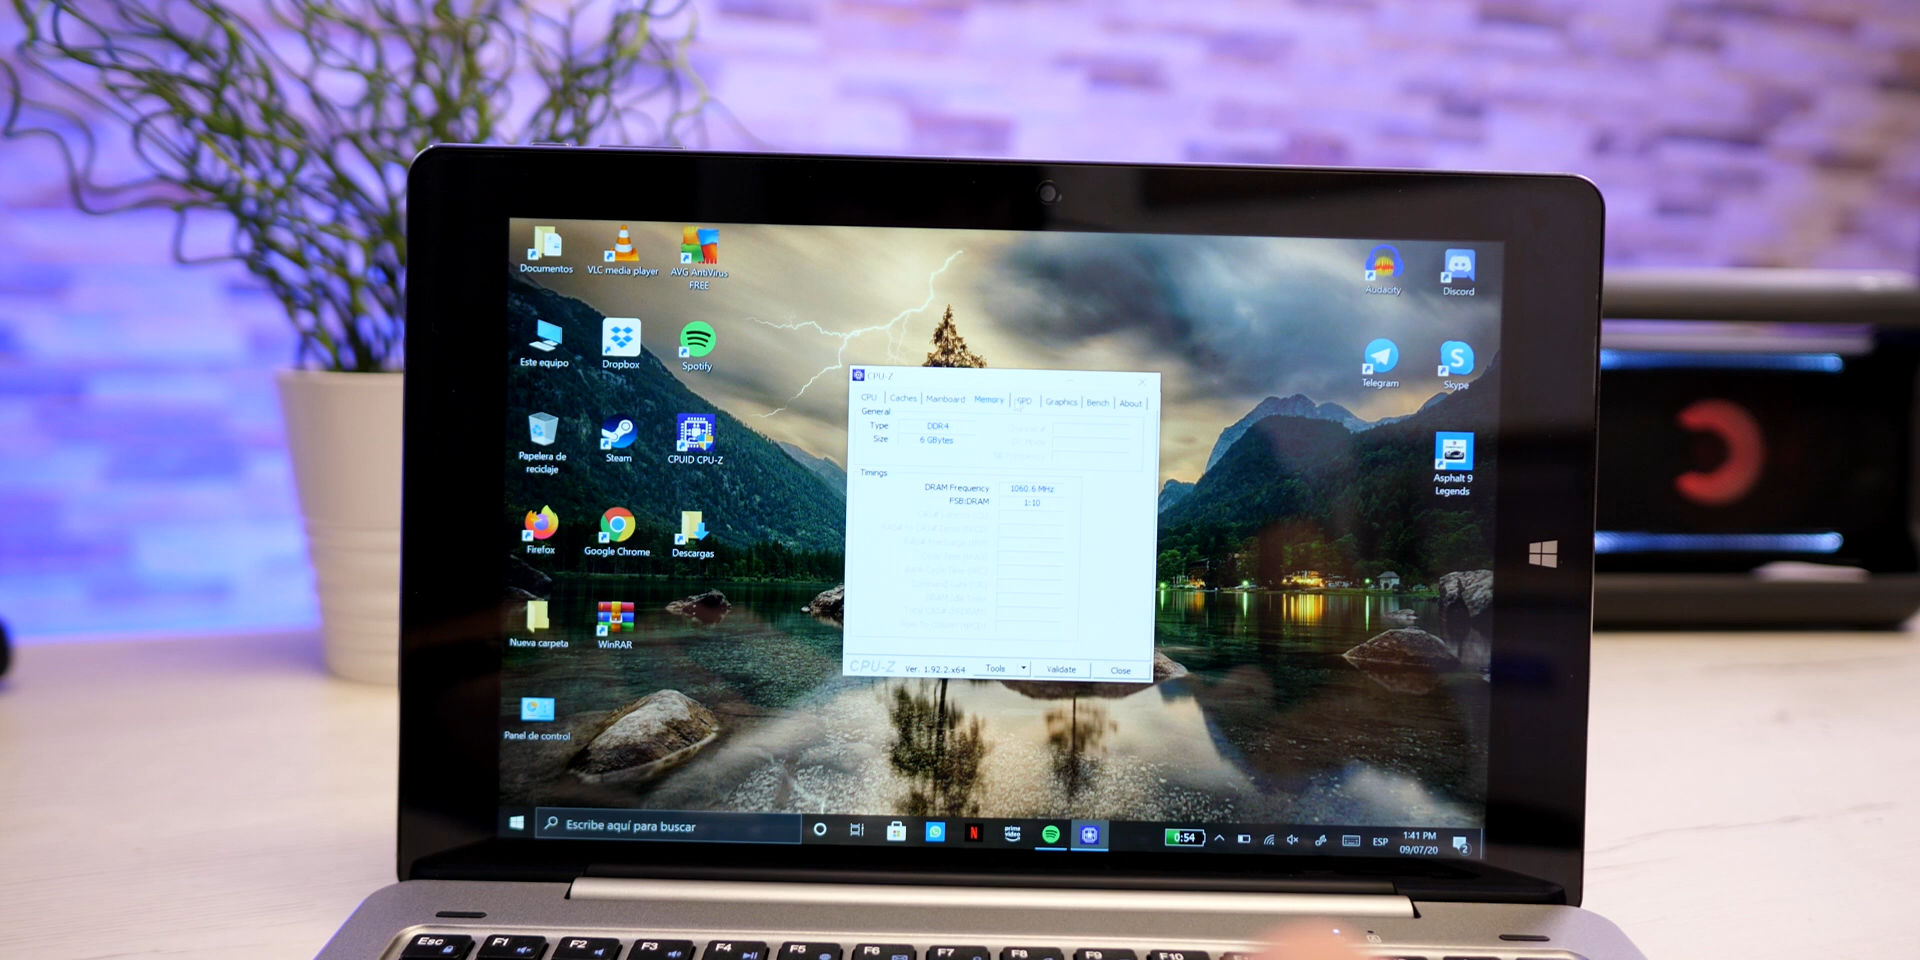 Documentos
VLC media player
AVG AntiVirus
FREE
Audacity
Discord
Este equipo
Dropbox
Spotify
Telegram
Skype
Papelera de
reciclaje
Steam
CPUID CPU-Z
Asphalt 9
Legends
Firefox
Google Chrome
Descargas
Nueva carpeta
WinRAR
Panel de control
CPU-Z
CPU Caches Mainboard Memory SPD Graphics Bench About
General
Type DDR4
Size 6 GBytes
Timings
DRAM Frequency 1060.6 MHz
FSB:DRAM 1:10
CPU-Z Ver. 1.92.2.x64 Tools Validate Close
Escribe aquí para buscar
prime
video
0:54
ESP
1:41 PM
09/07/20
2
Esc F1 F2 F3 F4 F5 F6 F7 F8 F9 F10